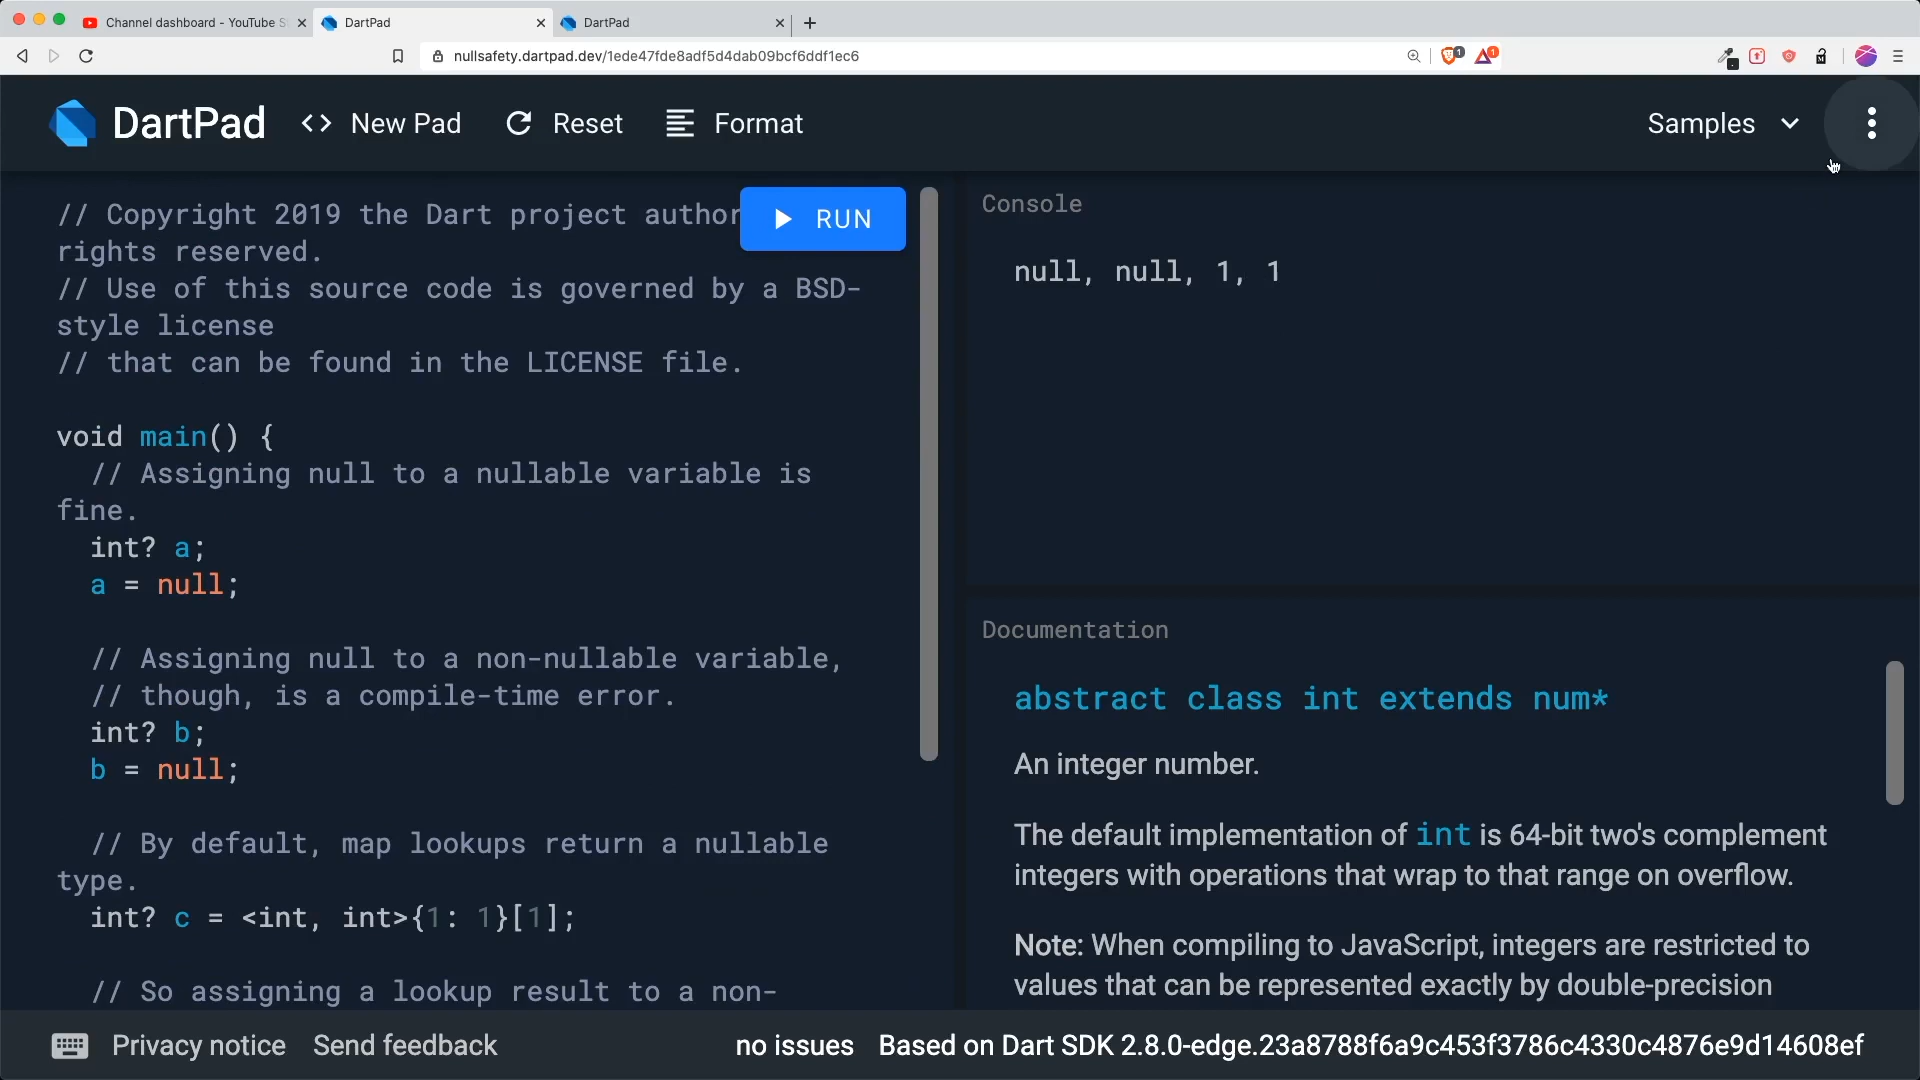 Channel dashboard - YouTube S
DartPad
DartPad
nullsafety.dartpad.dev/1ede47fde8adf5d4dab09bcf6ddf1ec6
1
1
DartPad
<> New Pad
Reset
Format
Samples
// Copyright 2019 the Dart project author
rights reserved.
// Use of this source code is governed by a BSD-
style license
// that can be found in the LICENSE file.
void main() {
// Assigning null to a nullable variable is
fine.
int? a;
a = null;
// Assigning null to a non-nullable variable,
// though, is a compile-time error.
int? b;
b = null;
// By default, map lookups return a nullable
type.
int? c = <int, int>{1: 1}[1];
// So assigning a lookup result to a non-
RUN
Console
null, null, 1, 1
Documentation
abstract class int extends num*
An integer number.
The default implementation of int is 64-bit two's complement
integers with operations that wrap to that range on overflow.
Note: When compiling to JavaScript, integers are restricted to
values that can be represented exactly by double-precision
Privacy notice
Send feedback
no issues
Based on Dart SDK 2.8.0-edge.23a8788f6a9c453f3786c4330c4876e9d14608ef